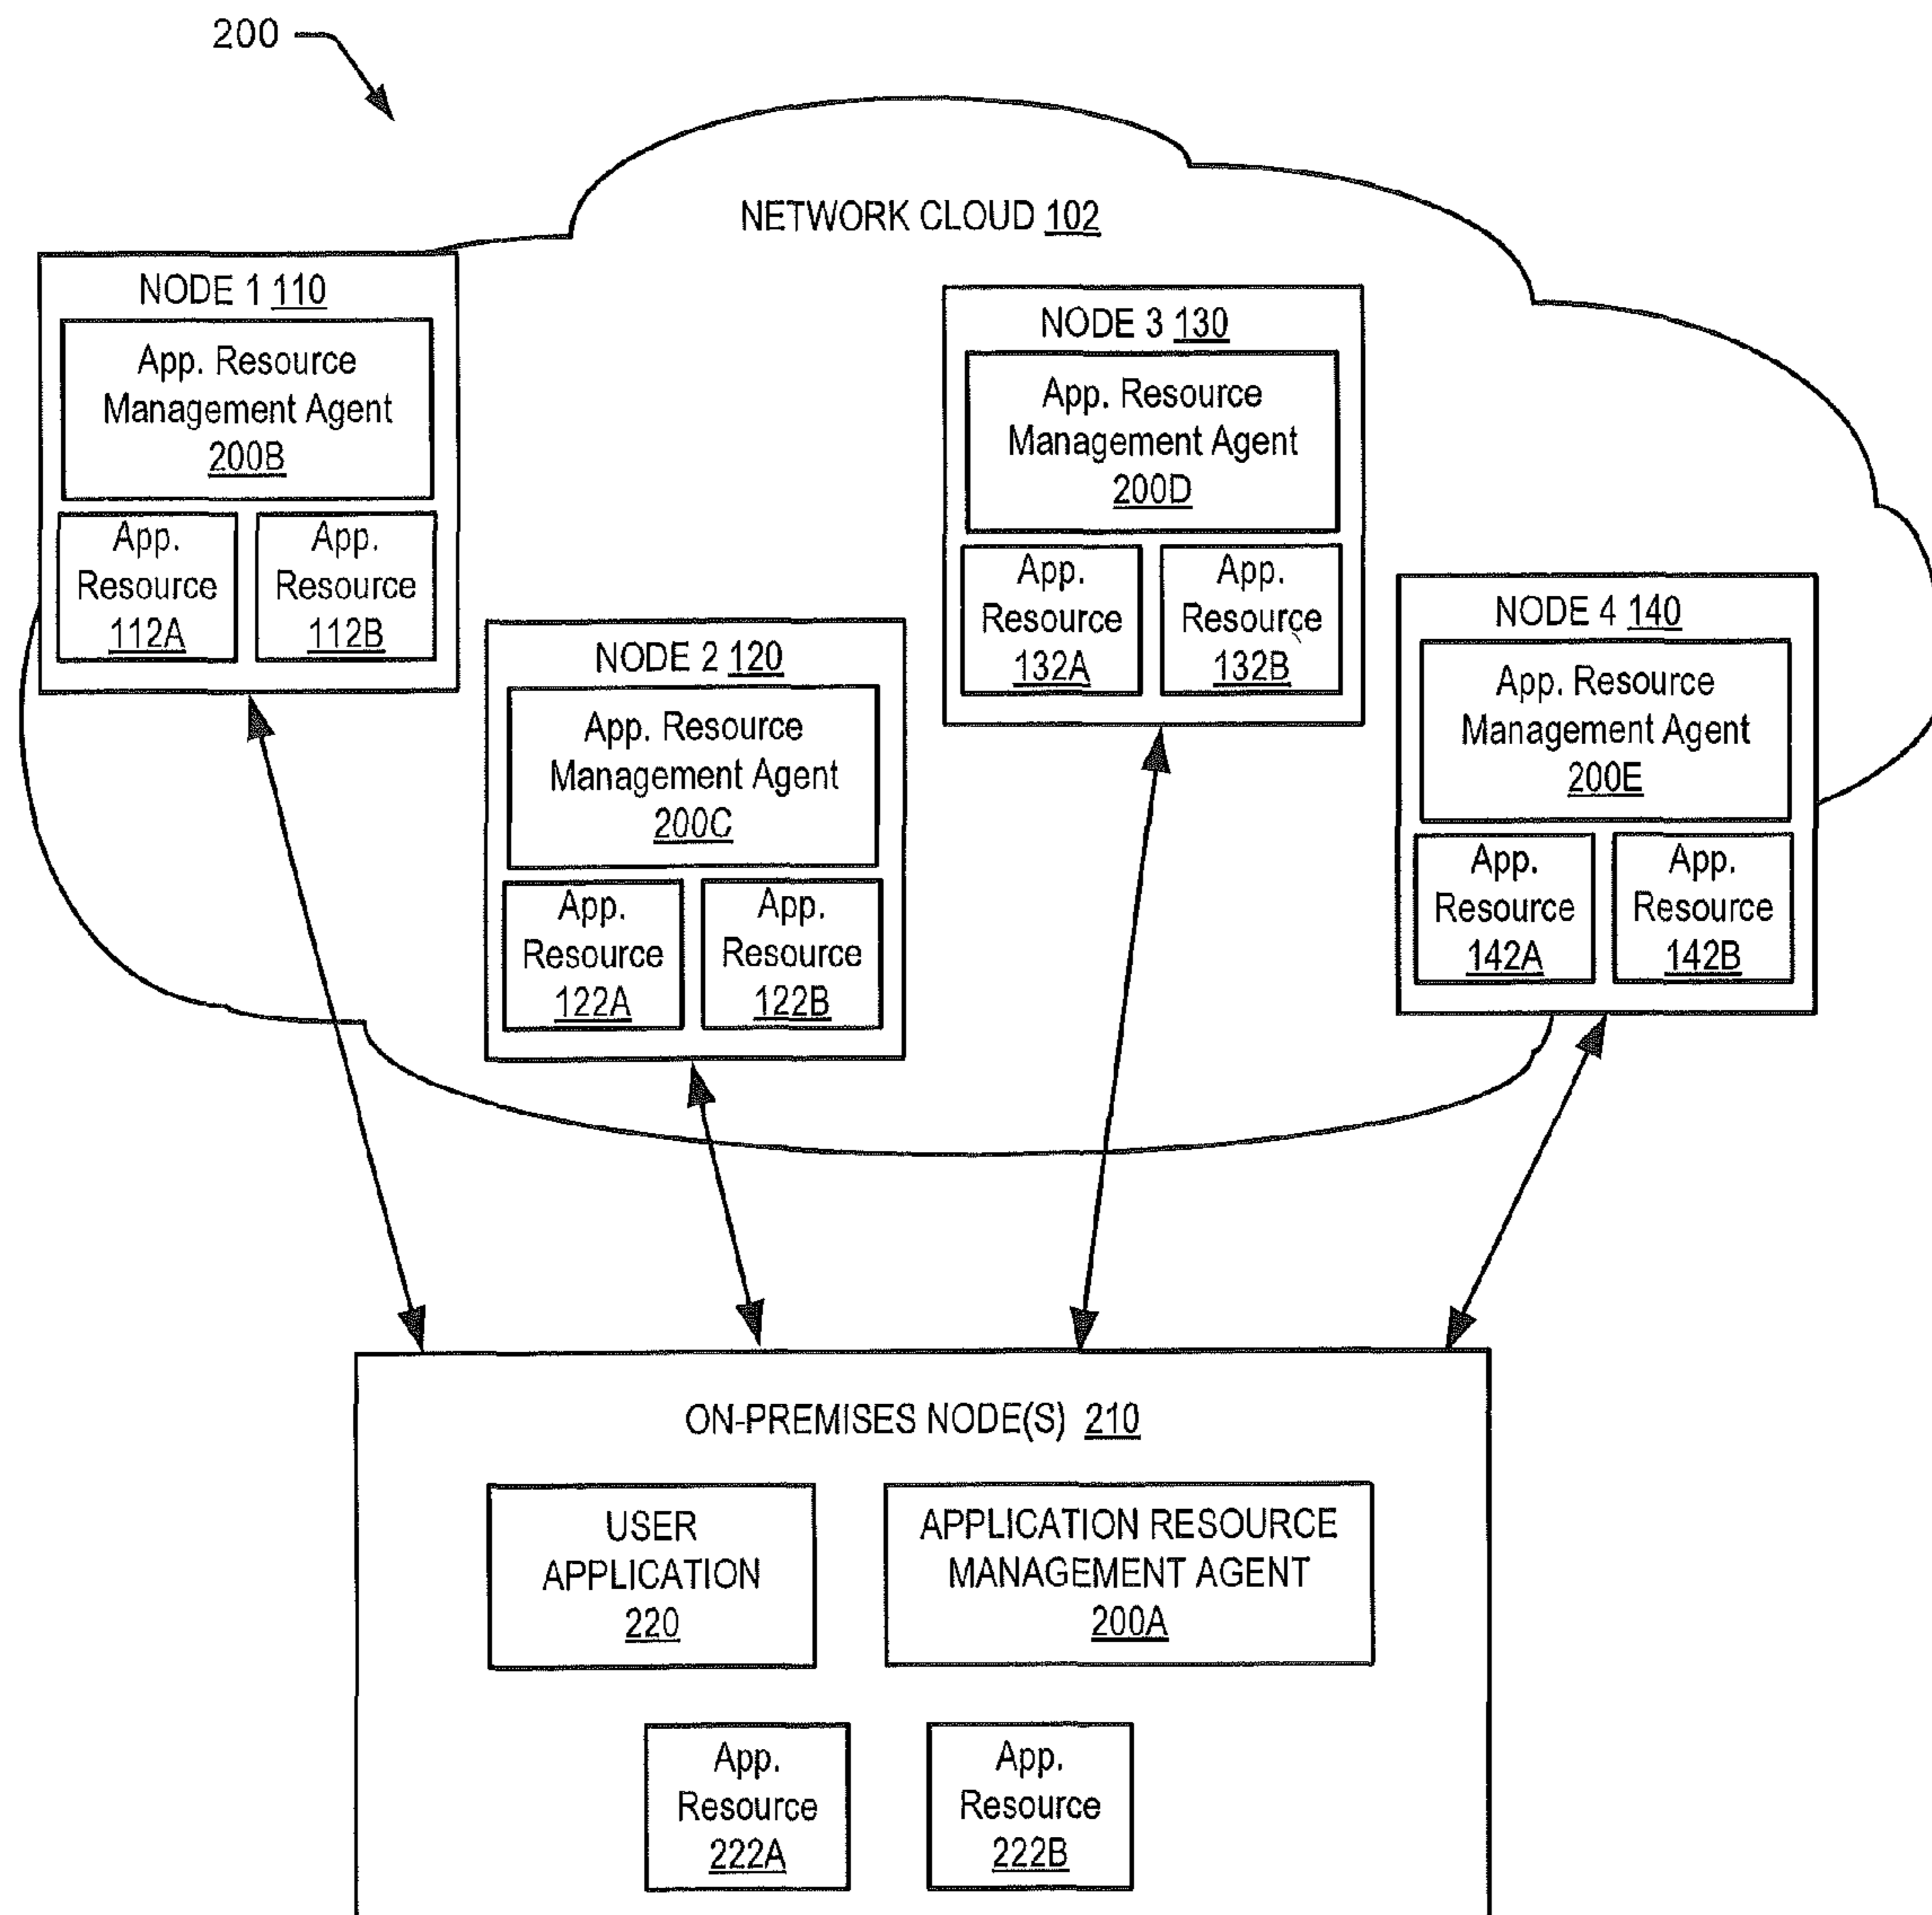 200
NETWORK CLOUD 102
NODE 1 110
App. Resource
Management Agent
200B
App.
Resource
112A
App.
Resource
112B
NODE 2 120
App. Resource
Management Agent
200C
App.
Resource
122A
App.
Resource
122B
NODE 3 130
App. Resource
Management Agent
200D
App.
Resource
132A
App.
Resource
132B
NODE 4 140
App. Resource
Management Agent
200E
App.
Resource
142A
App.
Resource
142B
ON-PREMISES NODE(S) 210
USER
APPLICATION
220
APPLICATION RESOURCE
MANAGEMENT AGENT
200A
App.
Resource
222A
App.
Resource
222B